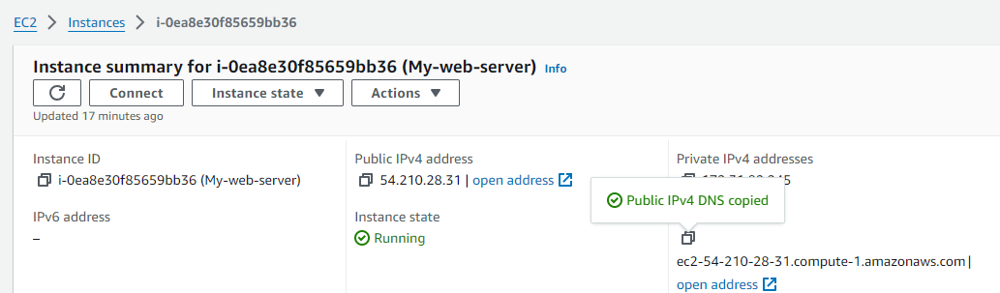 EC2 > Instances > i-0ea8e30f85659bb36
Instance summary for i-0ea8e30f85659bb36 (My-web-server) Info
Connect Instance state Actions
Updated 17 minutes ago
Instance ID
i-0ea8e30f85659bb36 (My-web-server)
IPv6 address
–
Public IPv4 address
54.210.28.31 | open address
Instance state
Running
Private IPv4 addresses
Public IPv4 DNS copied
ec2-54-210-28-31.compute-1.amazonaws.com |
open address